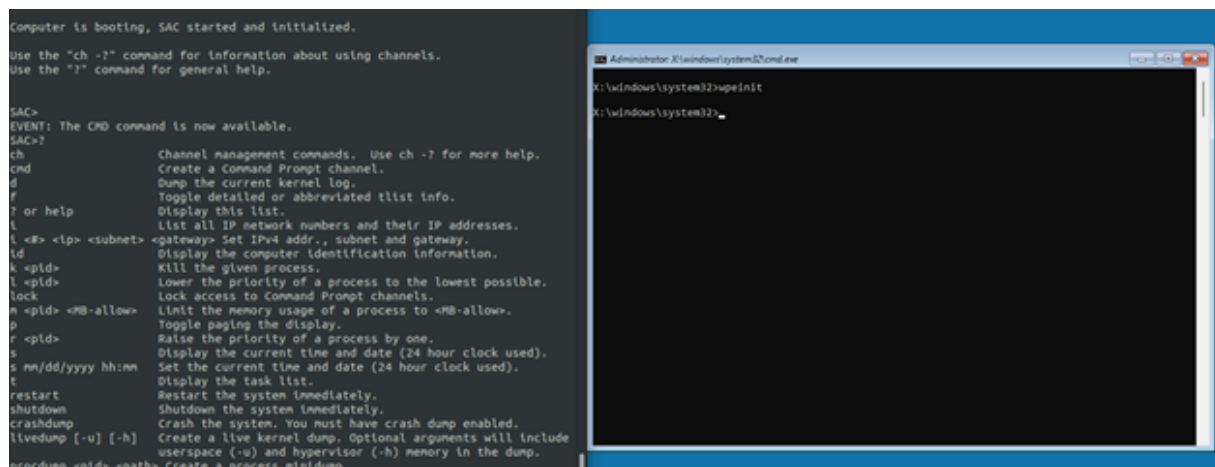 Computer is booting, SAC started and initialized.
Use the "ch -?" command for information about using channels.
Use the "?" command for general help.
SAC>
EVENT: The CMD command is now available.
SAC>?
ch Channel management commands. Use ch -? for more help.
cmd Create a Command Prompt channel.
d Dump the current kernel log.
f Toggle detailed or abbreviated tlist info.
? or help Display this list.
i List all IP network numbers and their IP addresses.
i <#> <ip> <subnet> <gateway> Set IPv4 addr., subnet and gateway.
id Display the computer identification information.
k <pid> Kill the given process.
l <pid> Lower the priority of a process to the lowest possible.
lock Lock access to Command Prompt channels.
m <pid> <MB-allow> Limit the memory usage of a process to <MB-allow>.
p Toggle paging the display.
r <pid> Raise the priority of a process by one.
s Display the current time and date (24 hour clock used).
s mm/dd/yyyy hh:mm Set the current time and date (24 hour clock used).
t Display the task list.
restart Restart the system immediately.
shutdown Shutdown the system immediately.
crashdump Crash the system. You must have crash dump enabled.
livedump [-u] [-h] Create a live kernel dump. Optional arguments will include
userspace (-u) and hypervisor (-h) memory in the dump.
procdump <pid> <path> Create a process minidump
Administrator: X:\windows\system32\cmd.exe
X:\windows\system32>wpeinit
X:\windows\system32>